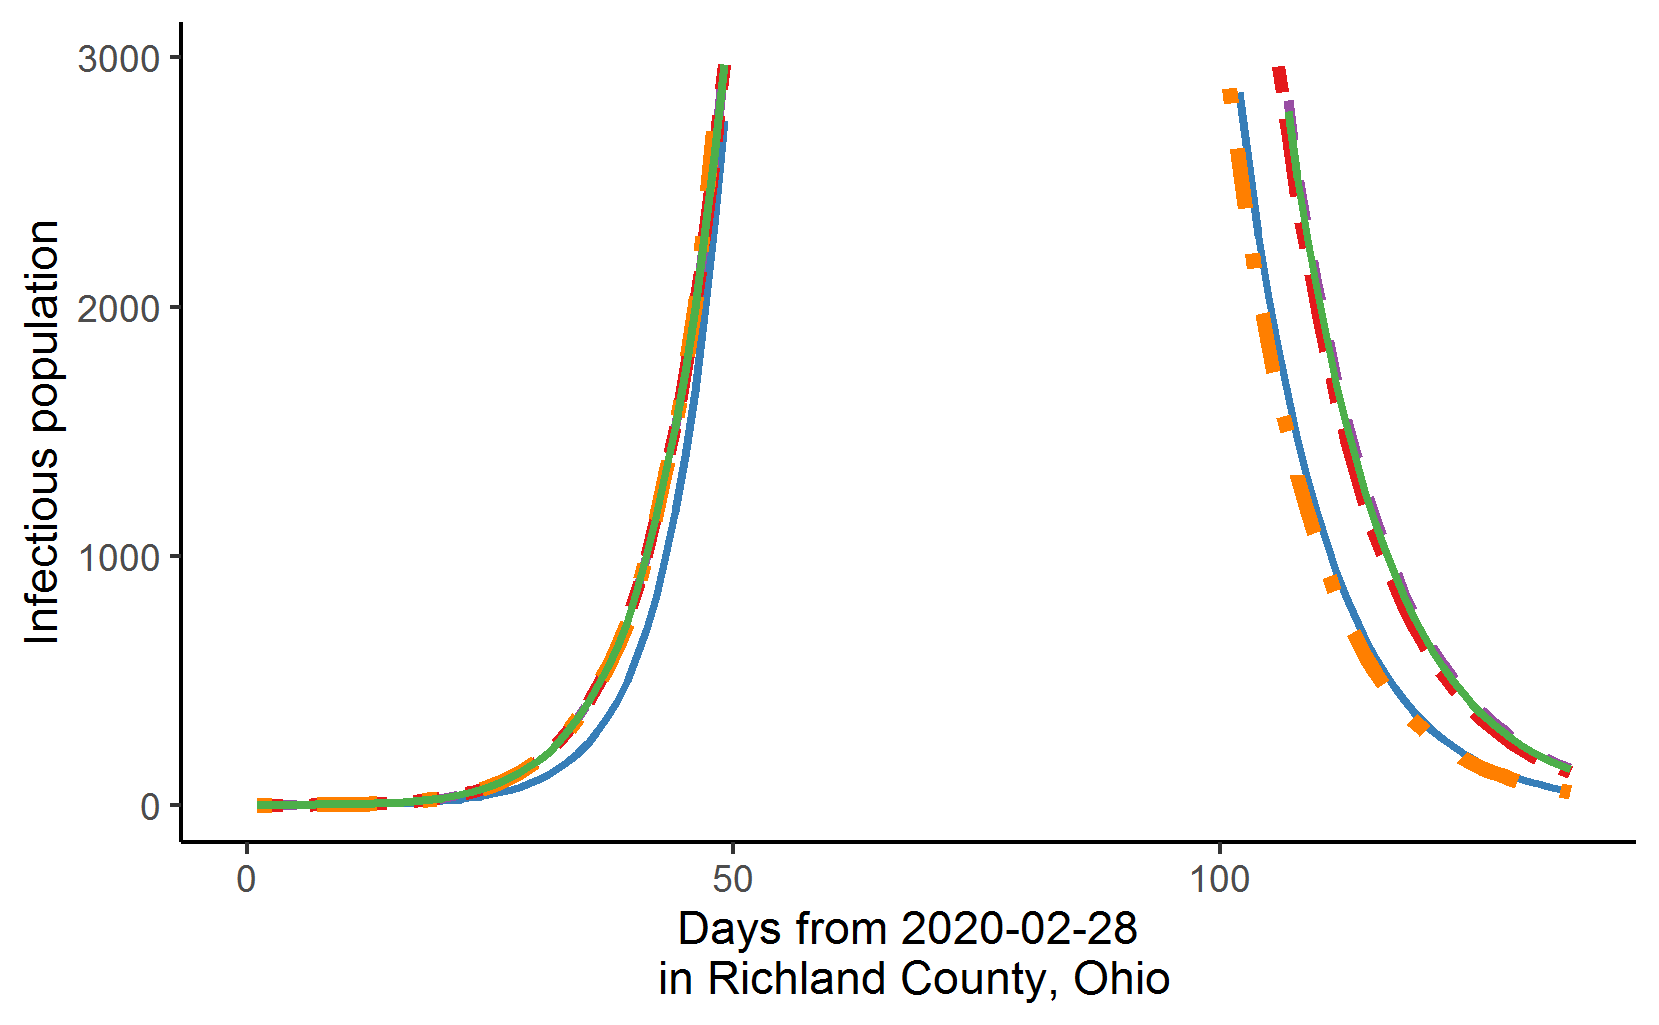 3000
2000
1000
0
Infectious population
0
50
100
Days from 2020-02-28
in Richland County, Ohio